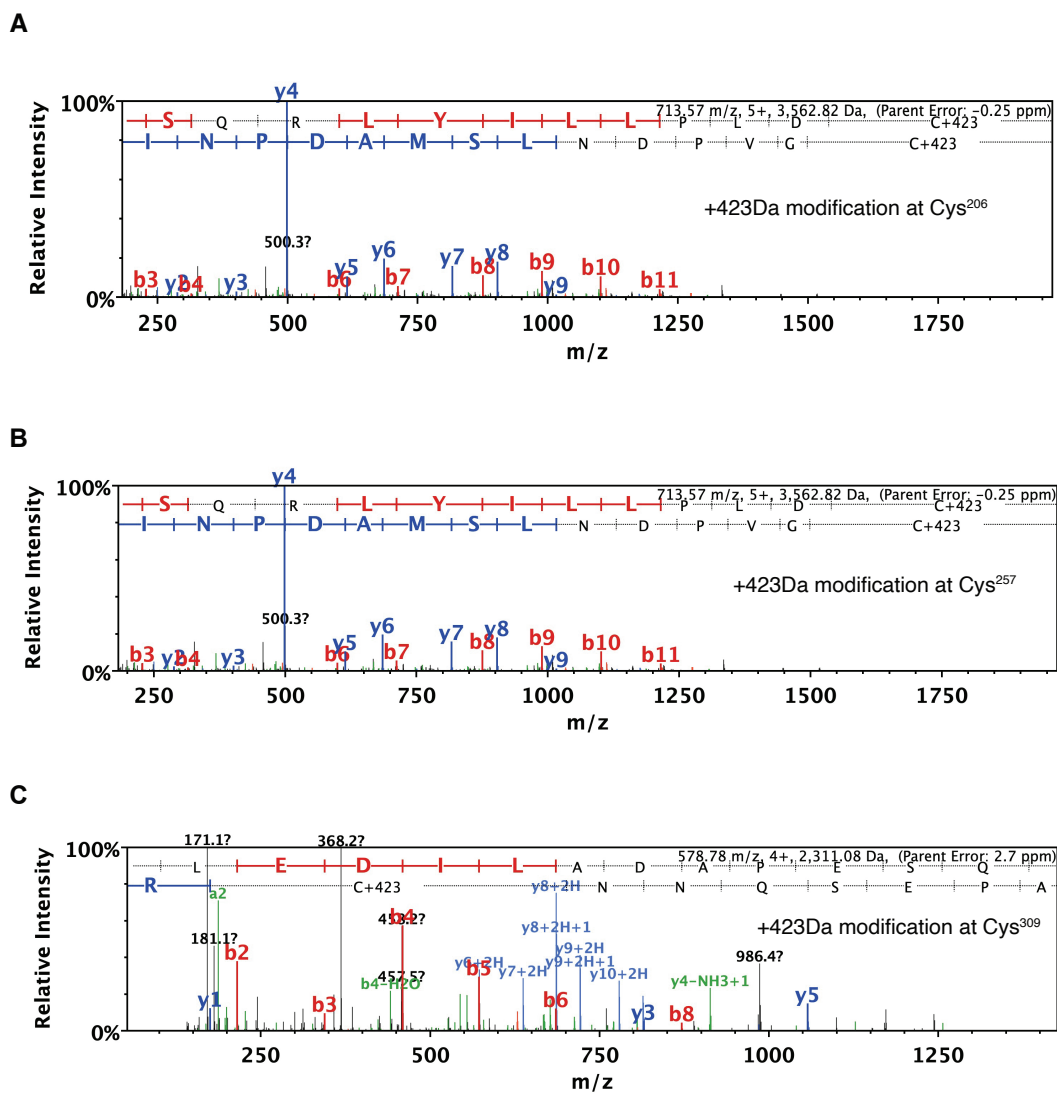 A
Relative Intensity
100%
0%
y4
713.57 m/z, 5+, 3,562.82 Da, (Parent Error: -0.25 ppm)
S Q R L Y I L L P L D C+423
I N P D A M S L N D P V G C+423
+423Da modification at Cys206
500.3?
b3 y2 b4 y3 b6 y5 y6 b7 y7 b8 y8 b9 y9 b10 b11
250 500 750 1000 1250 1500 1750
m/z
B
Relative Intensity
100%
0%
y4
713.57 m/z, 5+, 3,562.82 Da, (Parent Error: -0.25 ppm)
S Q R L Y I L L P L D C+423
I N P D A M S L N D P V G C+423
+423Da modification at Cys257
500.3?
b3 y2 b4 y3 b6 y5 y6 b7 y7 b8 y8 b9 y9 b10 b11
250 500 750 1000 1250 1500 1750
m/z
C
Relative Intensity
100%
0%
171.1? 368.2?
578.78 m/z, 4+, 2,311.08 Da, (Parent Error: 2.7 ppm)
L E D I L A D A P E S Q
R C+423 N N Q S E P A
a2 y8+2H
+423Da modification at Cys309
b4
y8+2H+1
181.1? b2 y9+2H
b5 y7+2H y9+2H+1 y10+2H 986.4?
457.5?
b4-H2O y4-NH3+1
y1 b3 b6 y3 b8 y5
250 500 750 1000 1250
m/z